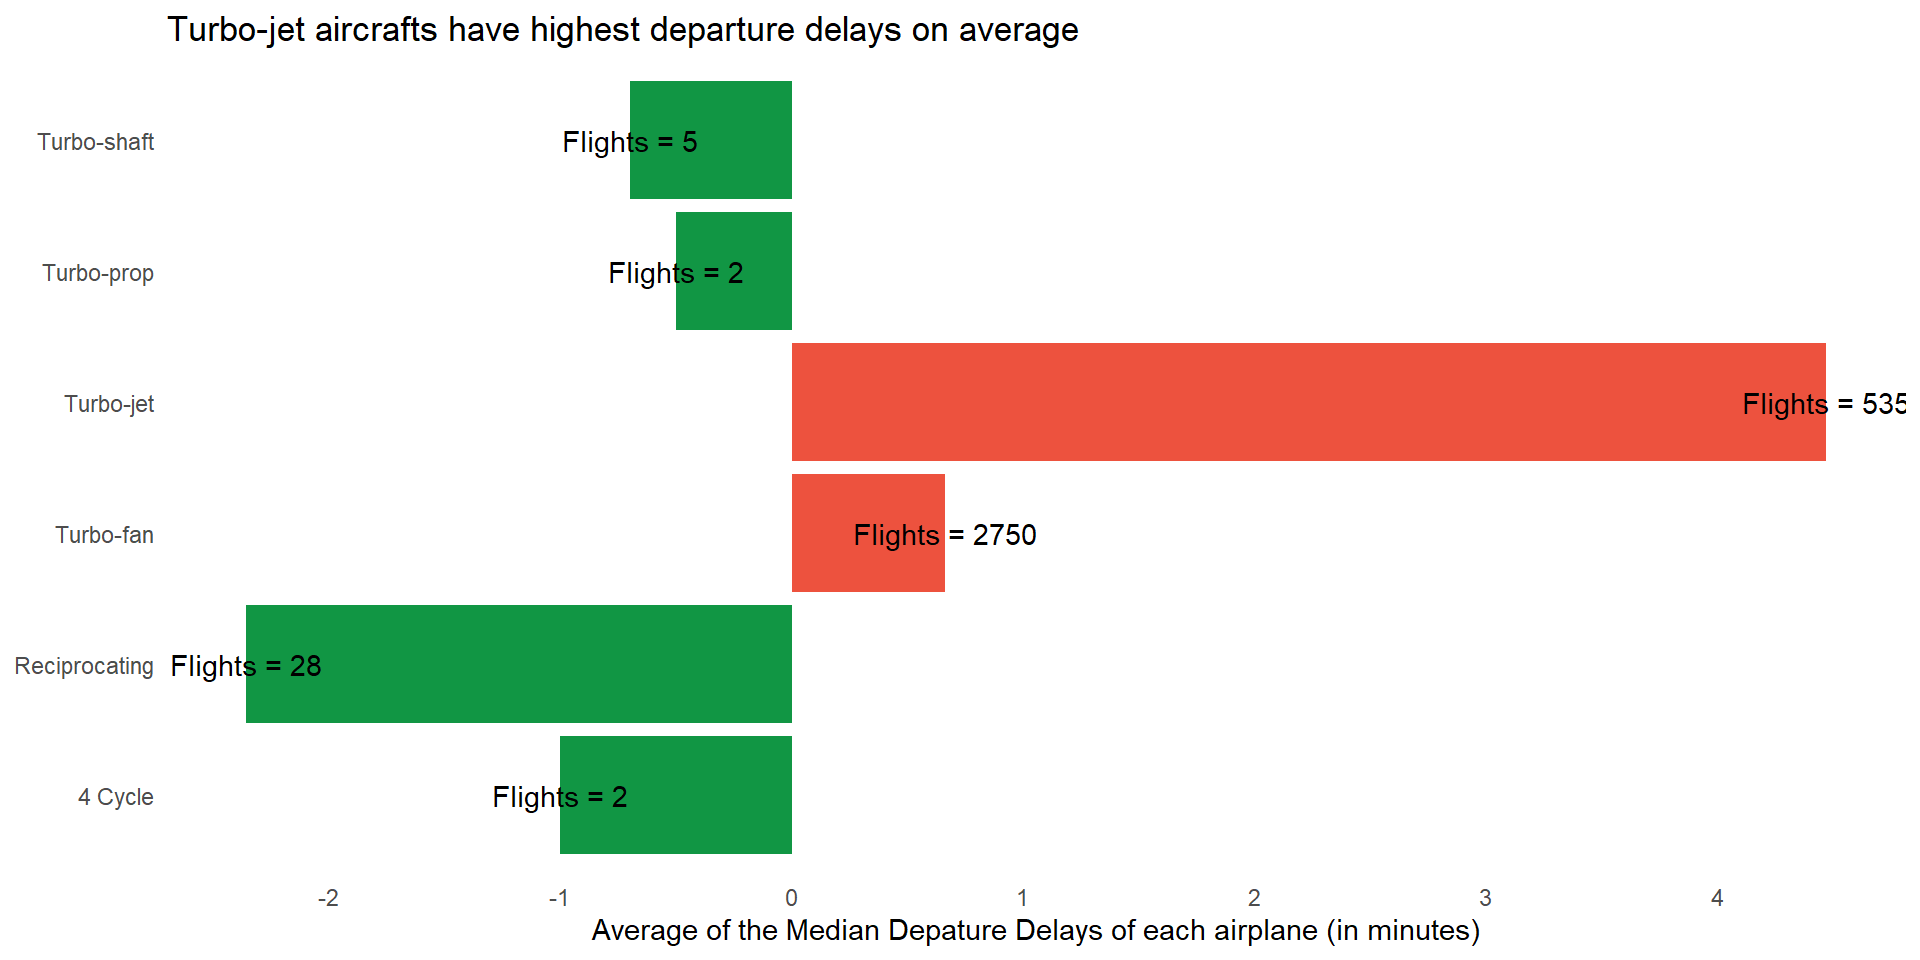 Turbo-jet aircrafts have highest departure delays on average
Turbo-shaft
Flights = 5
Turbo-prop
Flights = 2
Turbo-jet
Flights = 535
Turbo-fan
Flights = 2750
Reciprocating
Flights = 28
4 Cycle
Flights = 2
-2 -1 0 1 2 3 4
Average of the Median Depature Delays of each airplane (in minutes)